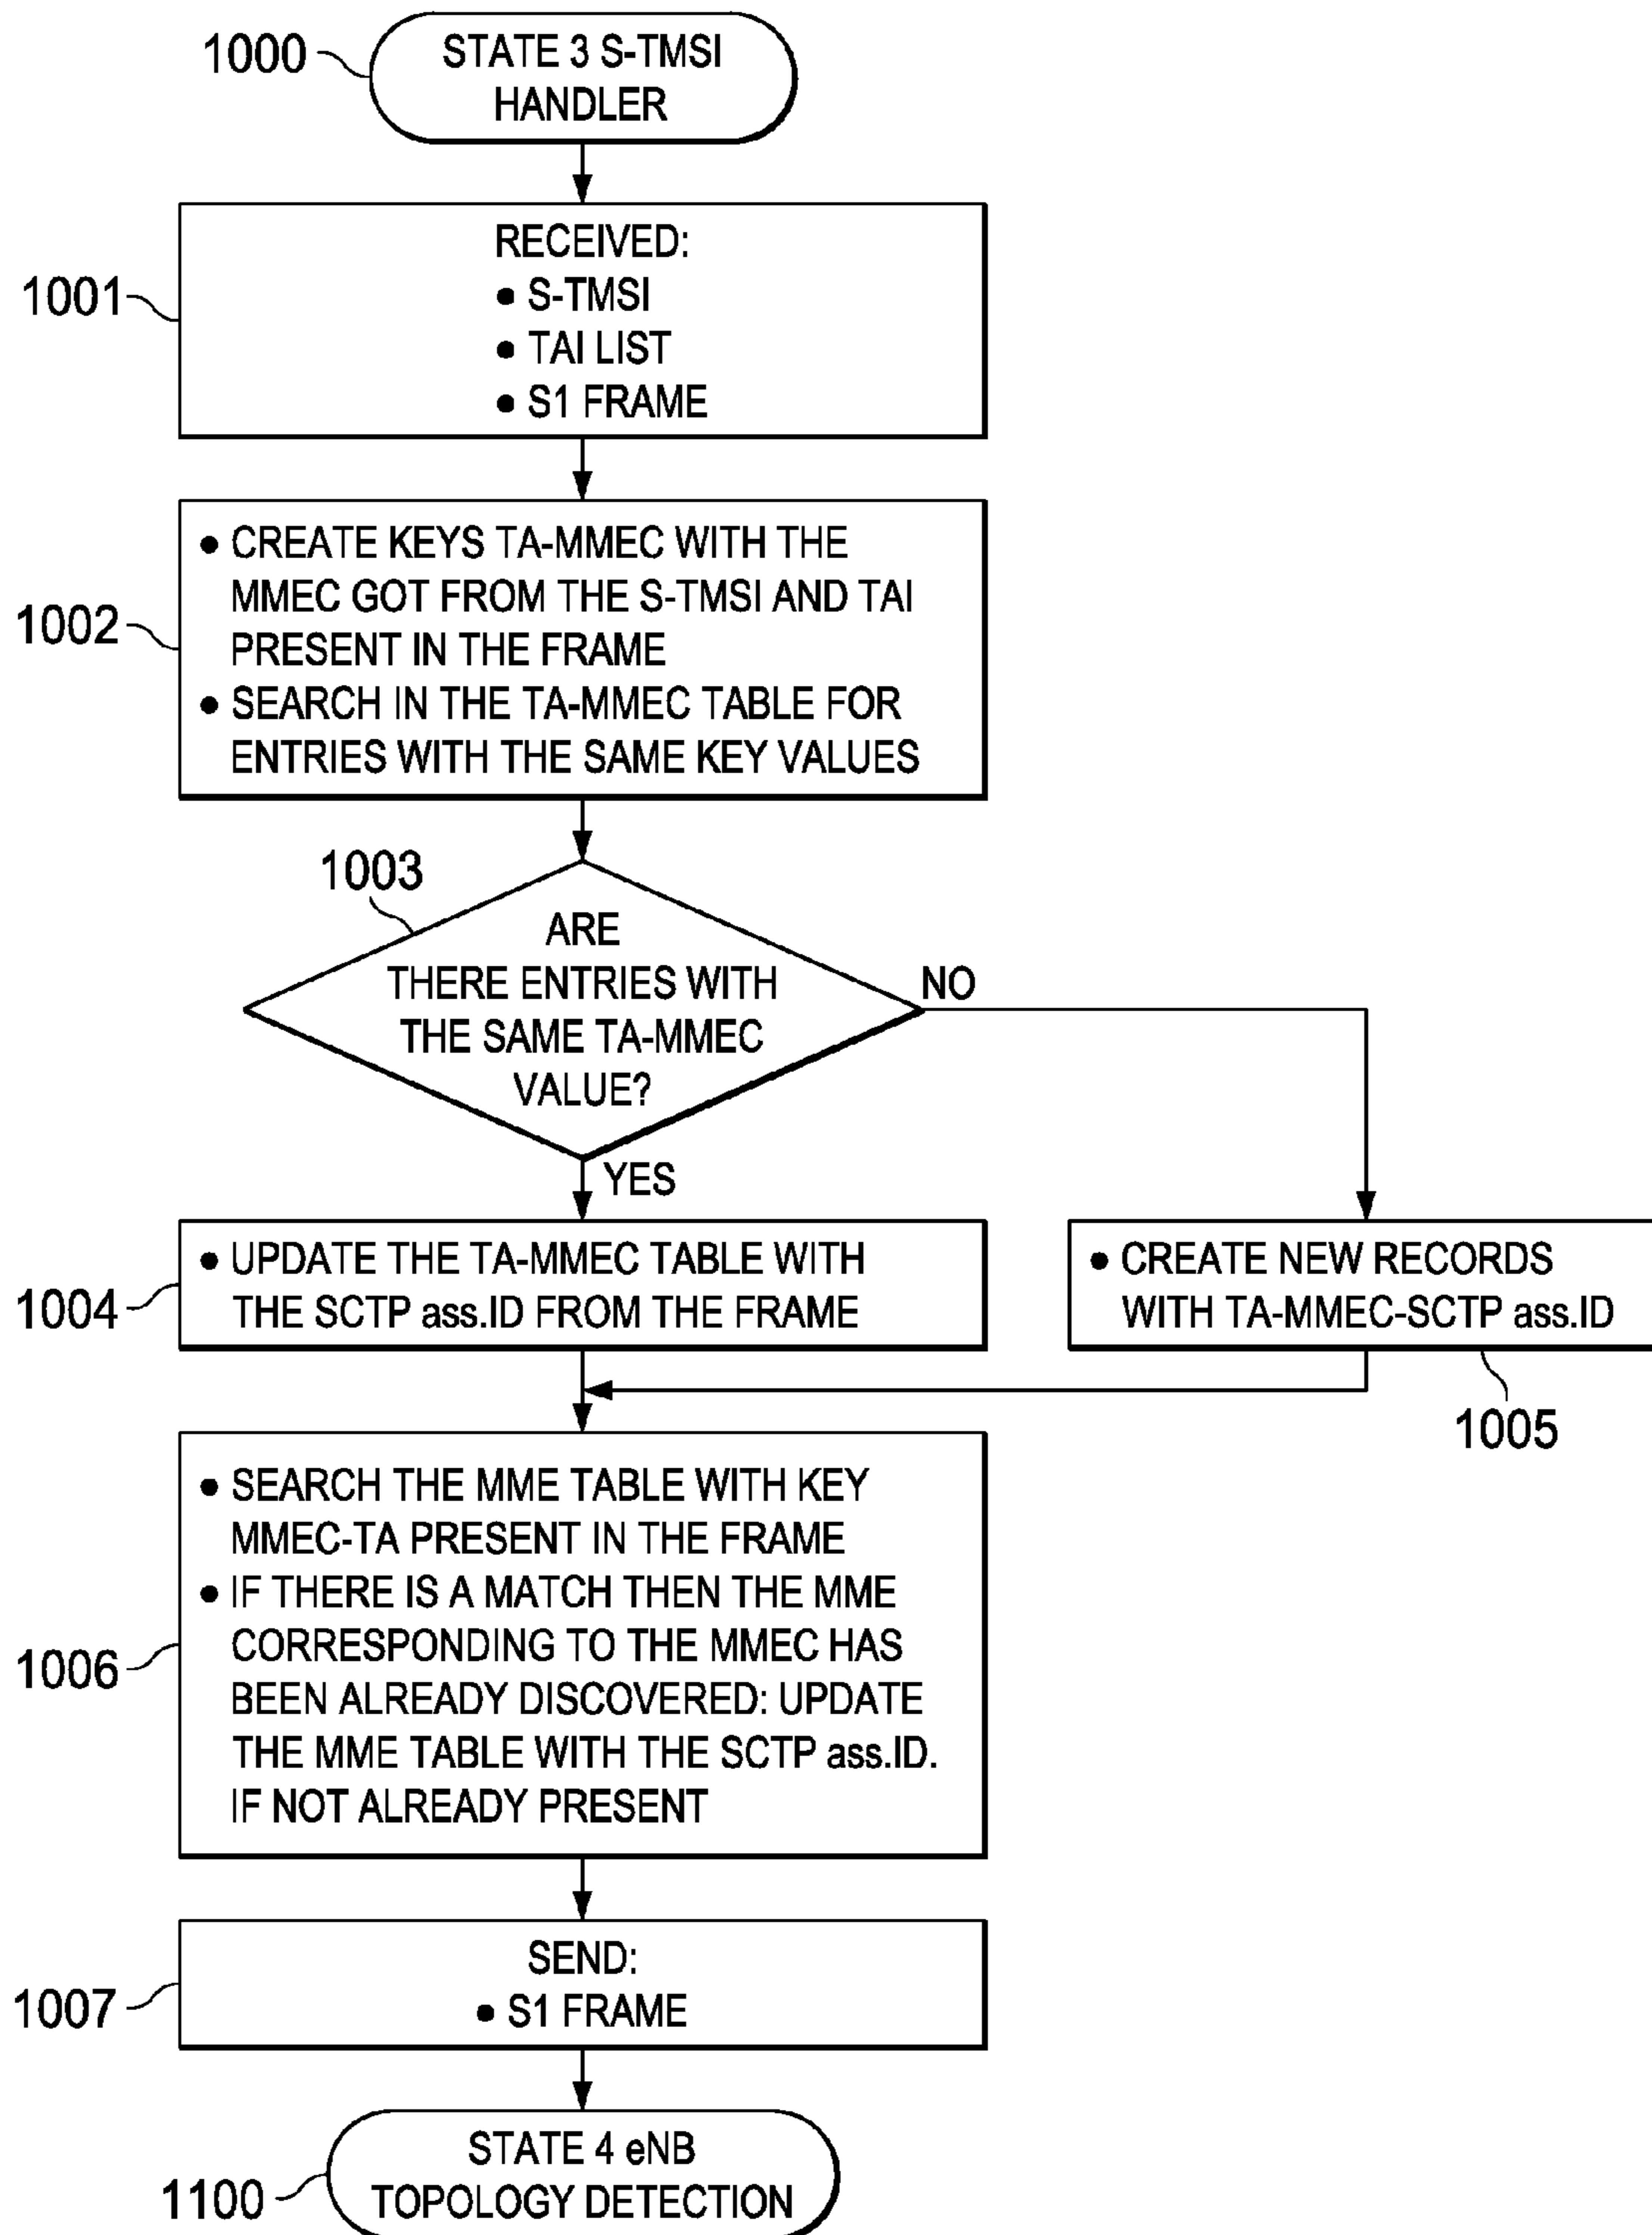 1000
STATE 3 S-TMSI
HANDLER
1001
RECEIVED:
• S-TMSI
• TAI LIST
• S1 FRAME
1002
• CREATE KEYS TA-MMEC WITH THE
MMEC GOT FROM THE S-TMSI AND TAI
PRESENT IN THE FRAME
• SEARCH IN THE TA-MMEC TABLE FOR
ENTRIES WITH THE SAME KEY VALUES
1003
ARE
THERE ENTRIES WITH
THE SAME TA-MMEC
VALUE?
NO
YES
1004
• UPDATE THE TA-MMEC TABLE WITH
THE SCTP ass.ID FROM THE FRAME
• CREATE NEW RECORDS
WITH TA-MMEC-SCTP ass.ID
1005
1006
• SEARCH THE MME TABLE WITH KEY
MMEC-TA PRESENT IN THE FRAME
• IF THERE IS A MATCH THEN THE MME
CORRESPONDING TO THE MMEC HAS
BEEN ALREADY DISCOVERED: UPDATE
THE MME TABLE WITH THE SCTP ass.ID.
IF NOT ALREADY PRESENT
1007
SEND:
• S1 FRAME
1100
STATE 4 eNB
TOPOLOGY DETECTION